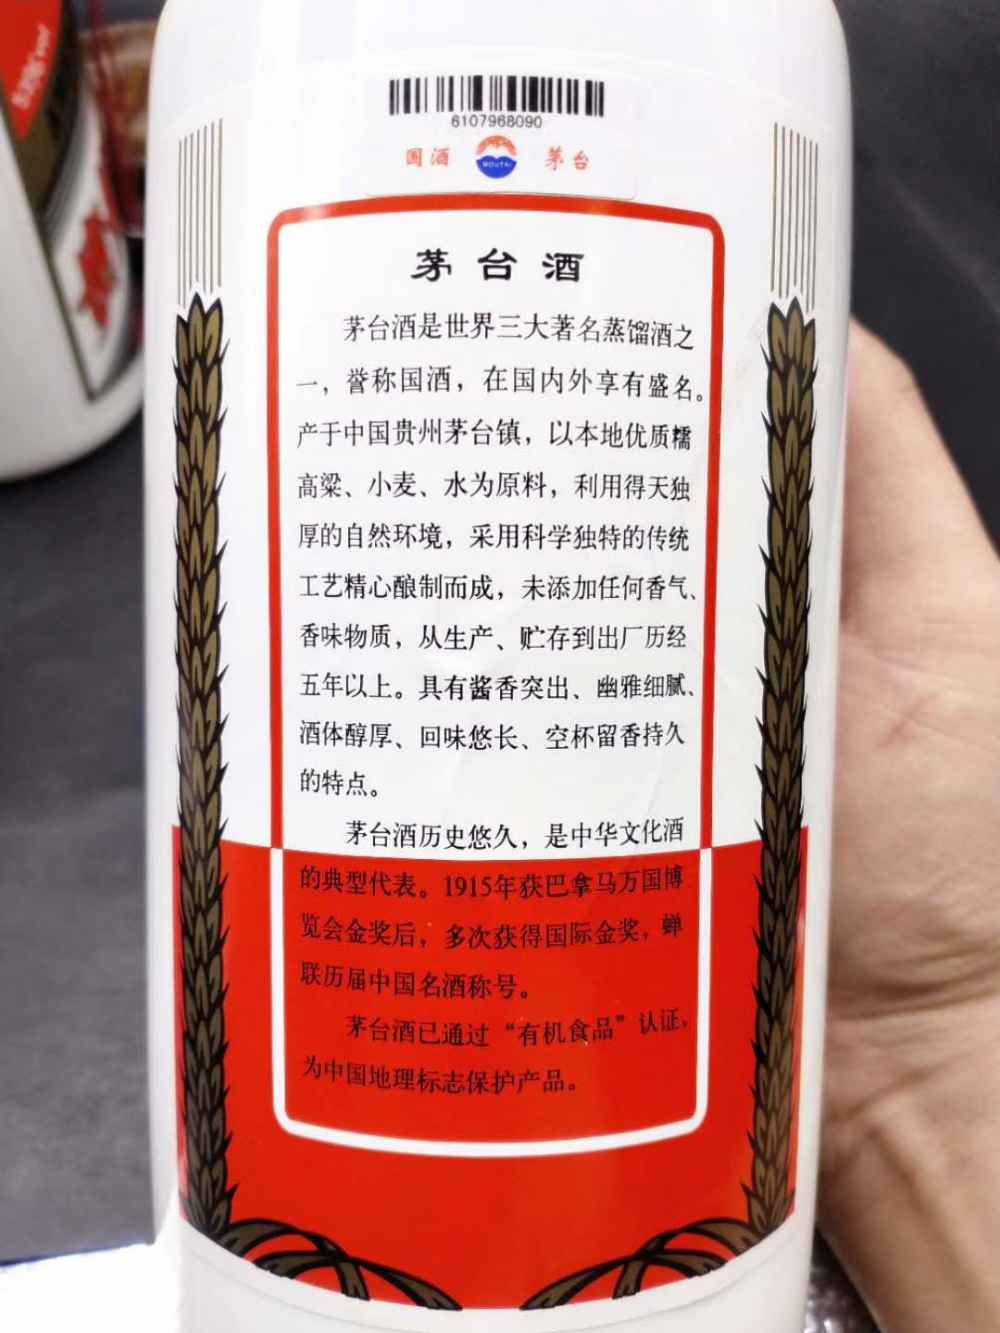 530g/vol
6107968090
国酒 MOUTAI 茅台
茅台酒
茅台酒是世界三大著名蒸馏酒之
一，誉称国酒，在国内外享有盛名。
产于中国贵州茅台镇，以本地优质糯
高粱、小麦、水为原料，利用得天独
厚的自然环境，采用科学独特的传统
工艺精心酿制而成，未添加任何香气、
香味物质，从生产、贮存到出厂历经
五年以上。具有酱香突出、幽雅细腻、
酒体醇厚、回味悠长、空杯留香持久
的特点。
茅台酒历史悠久，是中华文化酒
的典型代表。1915年获巴拿马万国博
览会金奖后，多次获得国际金奖，蝉
联历届中国名酒称号。
茅台酒已通过“有机食品”认证，
为中国地理标志保护产品。